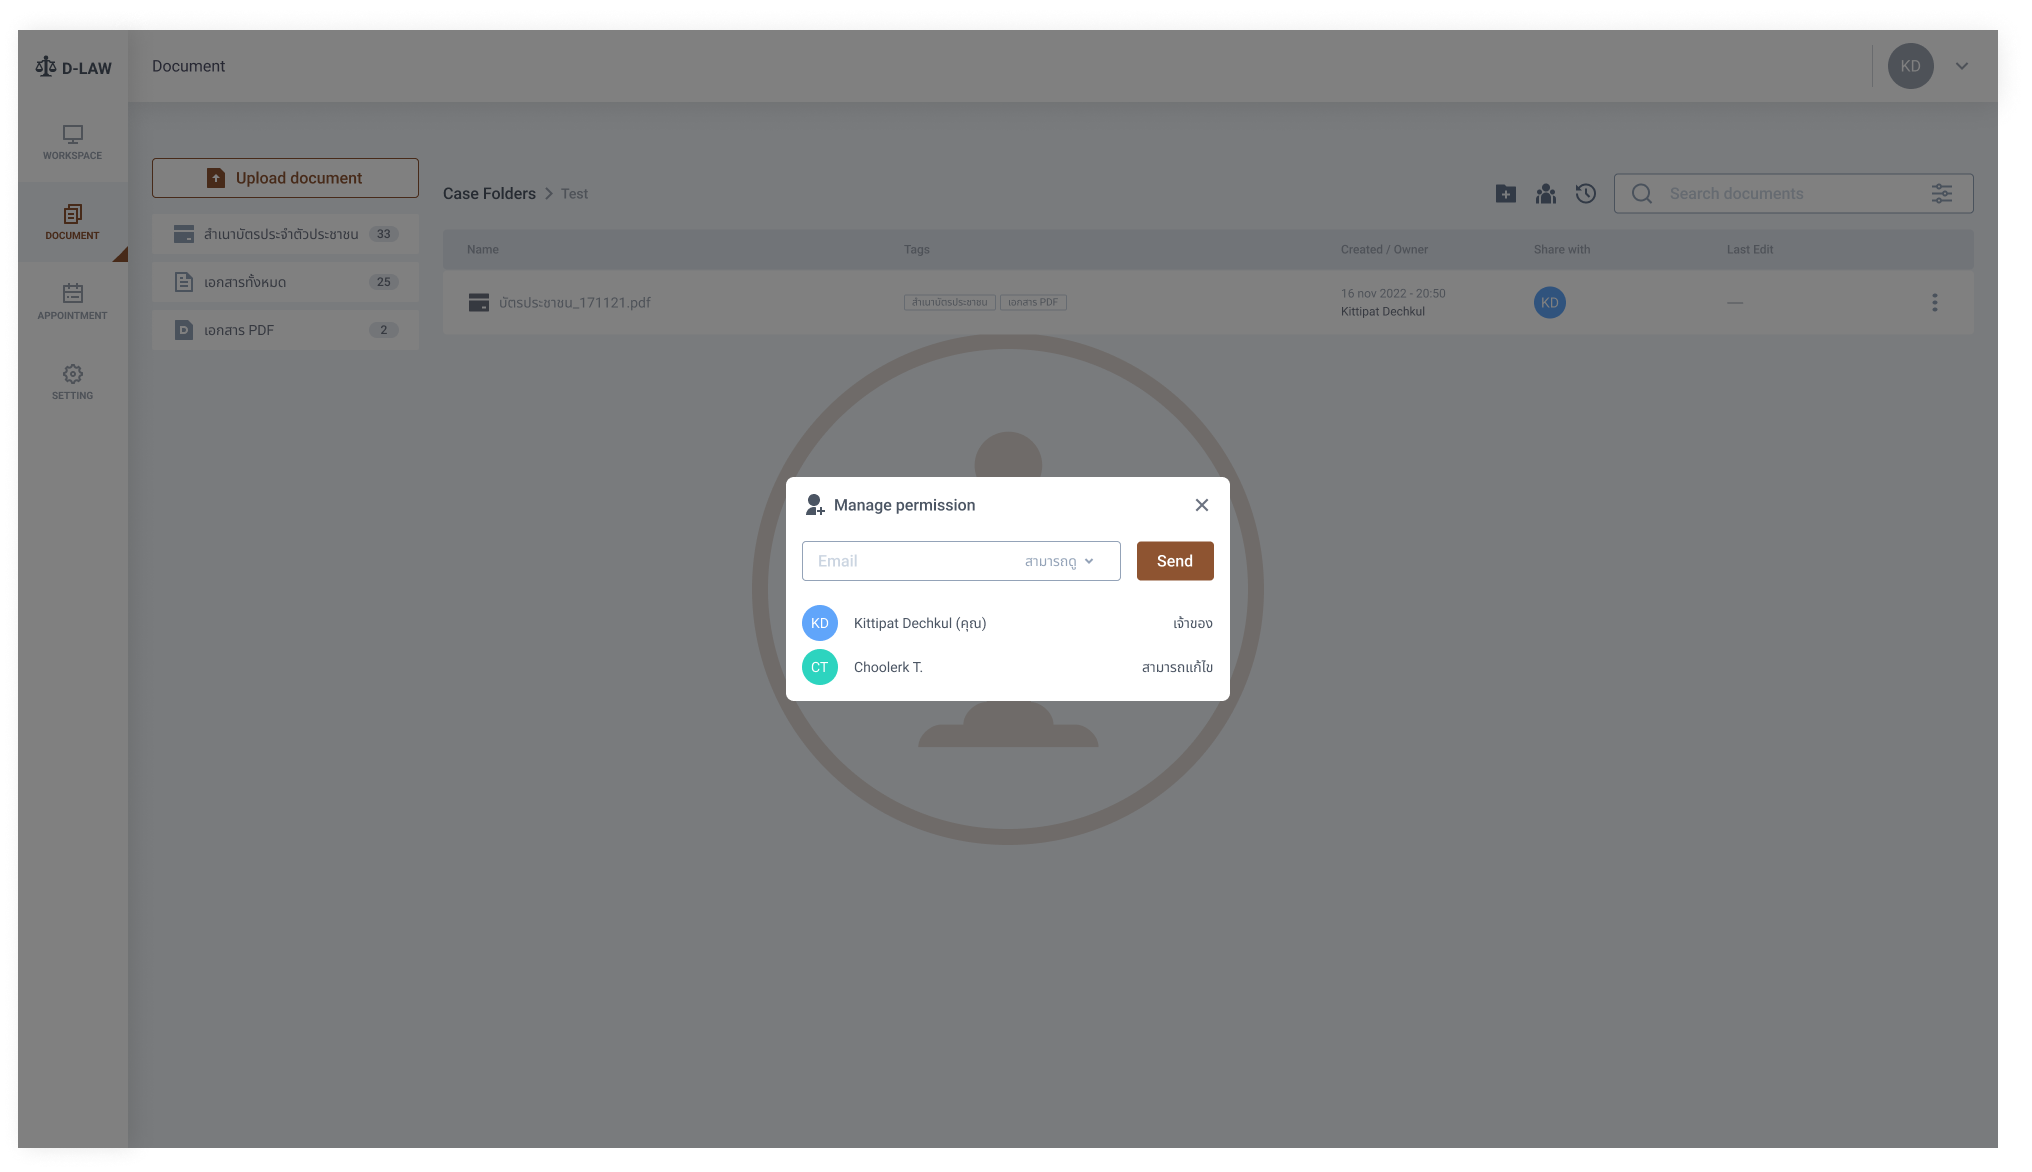 D-LAW
Document
KD
WORKSPACE
DOCUMENT
APPOINTMENT
SETTING
Upload document
สำเนาบัตรประจำตัวประชาชน 33
เอกสารทั้งหมด 25
เอกสาร PDF 2
Case Folders > Test
Search documents
Name Tags Created / Owner Share with Last Edit
บัตรประชาชน_171121.pdf สำเนาบัตรประชาชน เอกสาร PDF 16 nov 2022 - 20:50 KD —
Kittipat Dechkul
Manage permission
Email สามารถดู Send
KD Kittipat Dechkul (คุณ) เจ้าของ
CT Choolerk T. สามารถแก้ไข